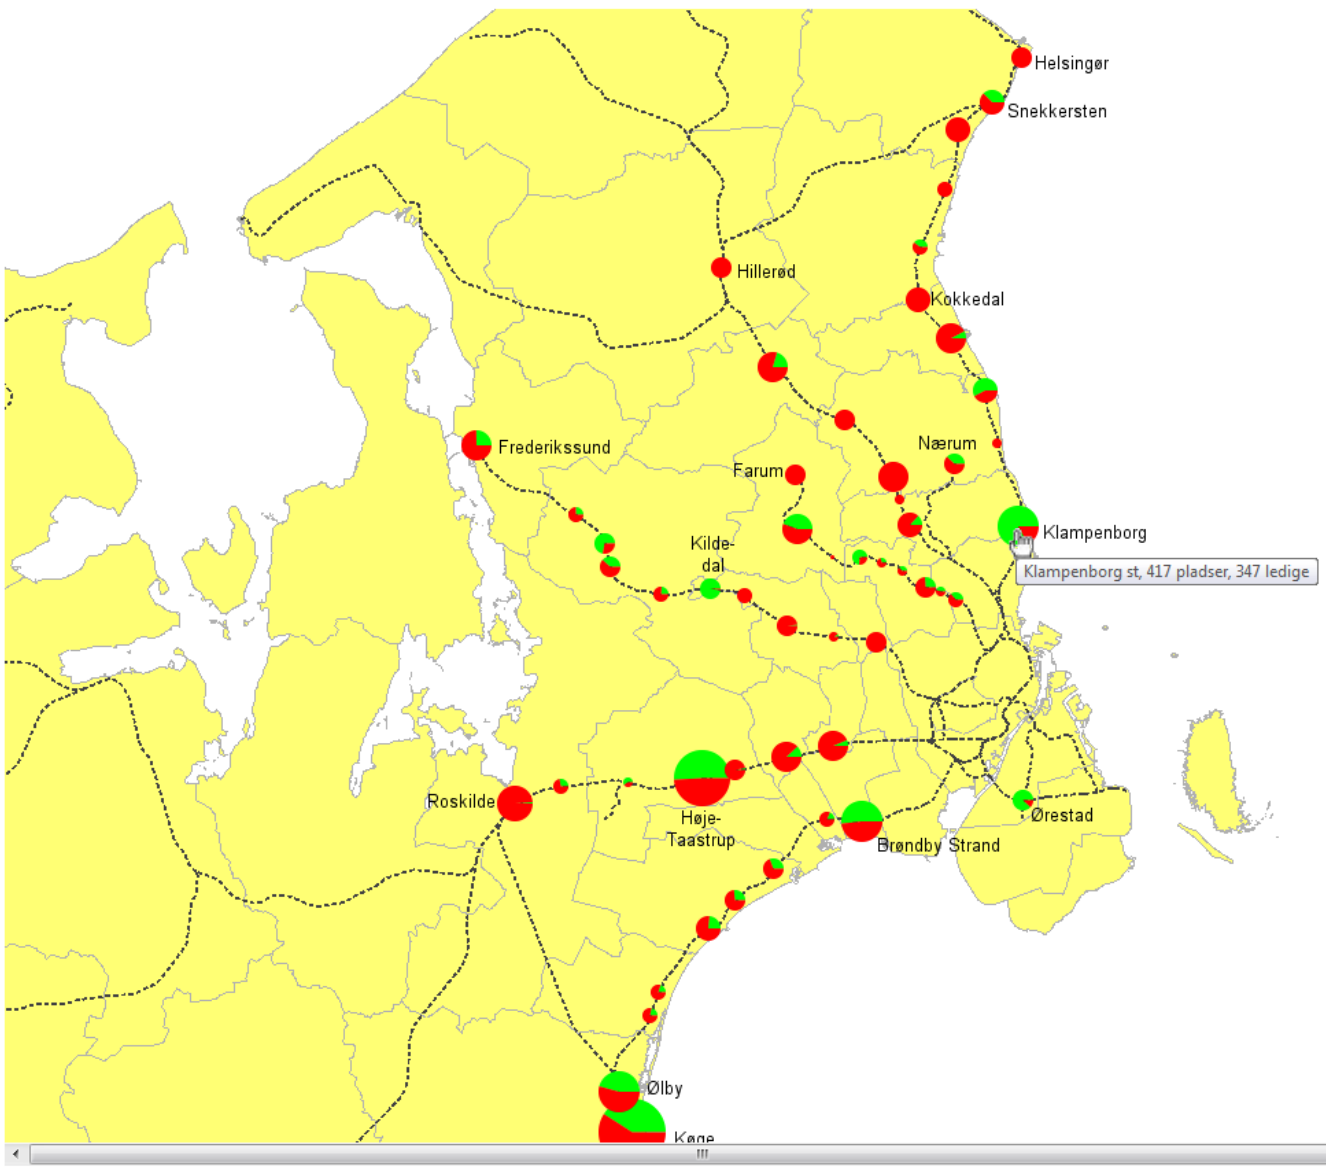 Helsingør
Snekkersten
Hillerød
Kokkedal
Nærum
Frederikssund
Farum
Klampenborg
Kilde-
dal
Klampenborg st, 417 pladser, 347 ledige
Roskilde
Høje-
Taastrup
Ørestad
Brøndby Strand
Ølby
Køge